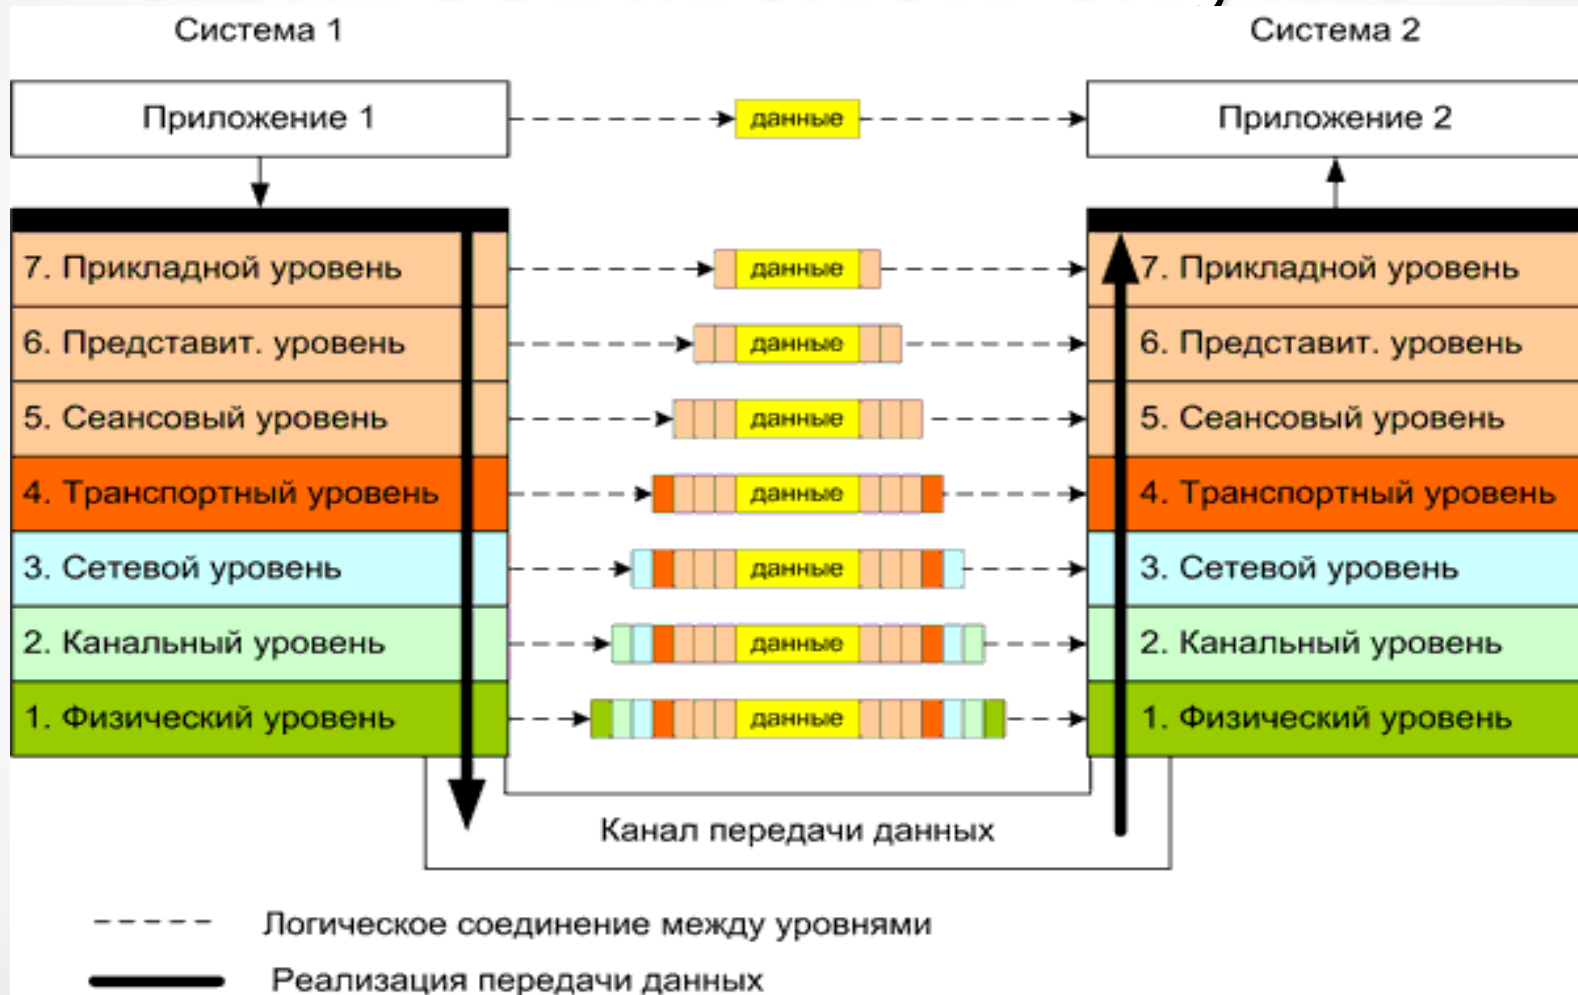 Система 1
Система 2
Приложение 1
данные
Приложение 2
7. Прикладной уровень
данные
7. Прикладной уровень
6. Представит. уровень
данные
6. Представит. уровень
5. Сеансовый уровень
данные
5. Сеансовый уровень
4. Транспортный уровень
данные
4. Транспортный уровень
3. Сетевой уровень
данные
3. Сетевой уровень
2. Канальный уровень
данные
2. Канальный уровень
1. Физический уровень
данные
1. Физический уровень
Канал передачи данных
Логическое соединение между уровнями
Реализация передачи данных